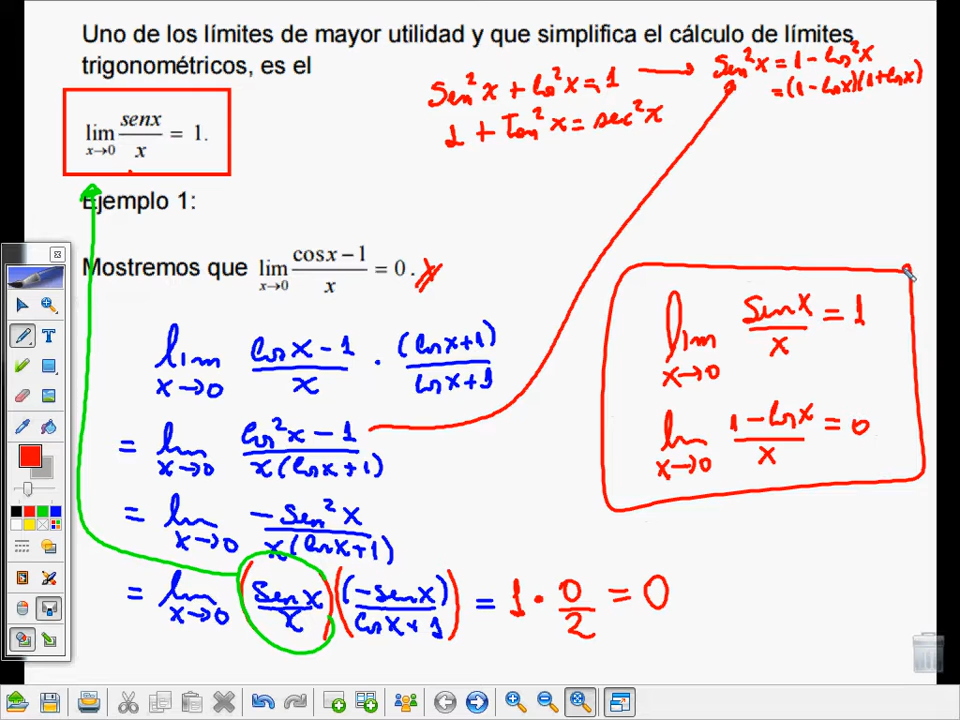 Uno de los límites de mayor utilidad y que simplifica el cálculo de límites
trigonométricos, es el
lim x→0 senx/x = 1.
Sen²x + Cos²x = 1 → Sen²x = 1 - Cos²x
= (1 - Cosx)(1 + Cosx)
1 + Tan²x = sec²x
Ejemplo 1:
Mostremos que lim x→0 (cosx − 1)/x = 0.
lim x→0 (Cosx - 1)/x · (Cosx+1)/(Cosx+1)
= lim x→0 (Cos²x - 1)/(x(Cosx+1))
= lim x→0 (-Sen²x)/(x(Cosx+1))
= lim x→0 (Senx/x) ((-senx)/(Cosx+1)) = 1 · 0/2 = 0
lim x→0 Senx/x = 1
lim x→0 (1-Cosx)/x = 0
T